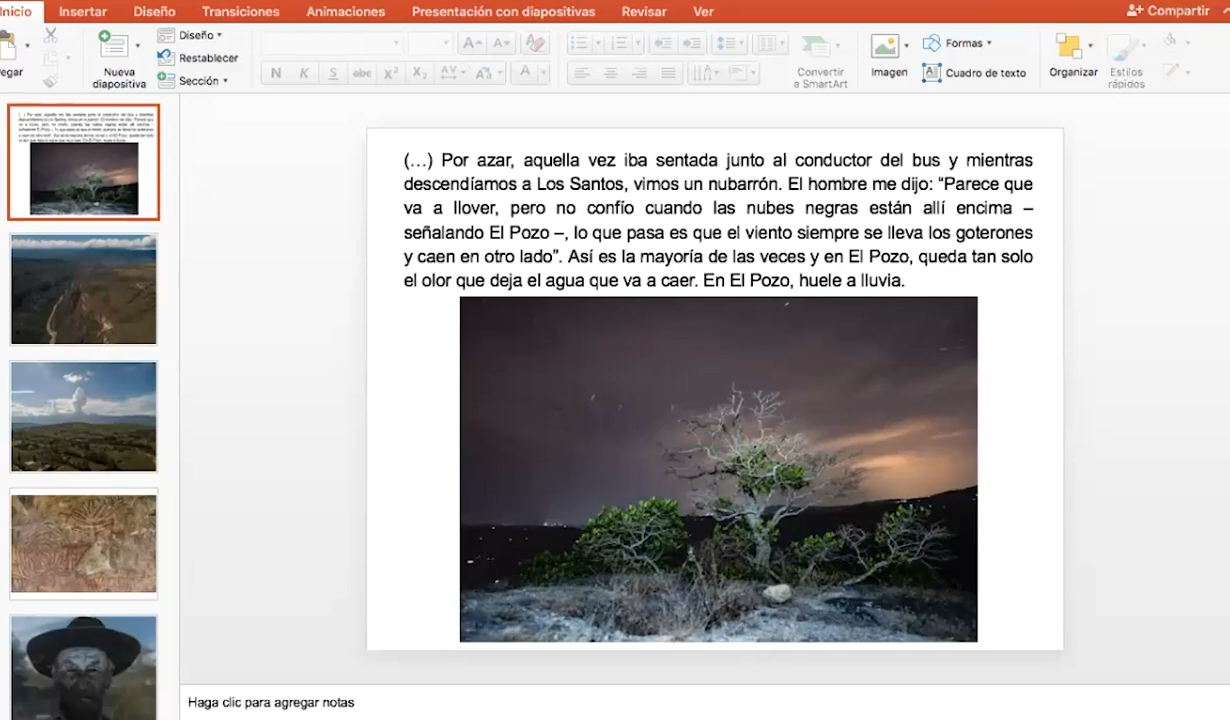 Inicio
Insertar
Diseño
Transiciones
Animaciones
Presentación con diapositivas
Revisar
Ver
Compartir
Nueva
diapositiva
Diseño
Restablecer
Sección
N K S abc X² X₂ AV Aa A
Convertir
a SmartArt
Imagen
Formas
Cuadro de texto
Organizar
Estilos
rápidos
(…) Por azar, aquella vez iba sentada junto al conductor del bus y mientras
descendíamos a Los Santos, vimos un nubarrón. El hombre me dijo: “Parece que
va a llover, pero no confío cuando las nubes negras están allí encima –
señalando El Pozo –, lo que pasa es que el viento siempre se lleva los goterones
y caen en otro lado”. Así es la mayoría de las veces y en El Pozo, queda tan solo
el olor que deja el agua que va a caer. En El Pozo, huele a lluvia.
Haga clic para agregar notas